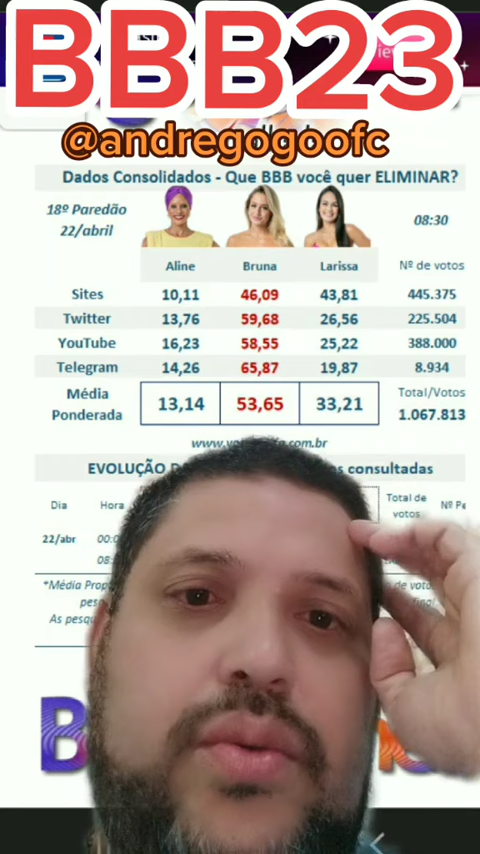 BBB23
@andregogoofc
Dados Consolidados - Que BBB você quer ELIMINAR?
18º Paredão
22/abril
08:30
Aline Bruna Larissa Nº de votos
Sites 10,11 46,09 43,81 445.375
Twitter 13,76 59,68 26,56 225.504
YouTube 16,23 58,55 25,22 388.000
Telegram 14,26 65,87 19,87 8.934
Média
Ponderada 13,14 53,65 33,21
Total/Votos
1.067.813
EVOLUÇÃO consultadas
Dia Hora Total de
votos
22/abr
*Média
As
B